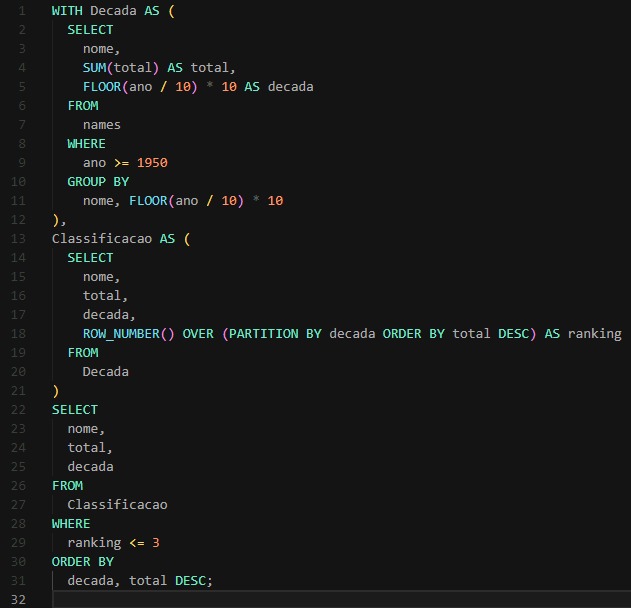 1 WITH Decada AS (
2 SELECT
3 nome,
4 SUM(total) AS total,
5 FLOOR(ano / 10) * 10 AS decada
6 FROM
7 names
8 WHERE
9 ano >= 1950
10 GROUP BY
11 nome, FLOOR(ano / 10) * 10
12 ),
13 Classificacao AS (
14 SELECT
15 nome,
16 total,
17 decada,
18 ROW_NUMBER() OVER (PARTITION BY decada ORDER BY total DESC) AS ranking
19 FROM
20 Decada
21 )
22 SELECT
23 nome,
24 total,
25 decada
26 FROM
27 Classificacao
28 WHERE
29 ranking <= 3
30 ORDER BY
31 decada, total DESC;
32